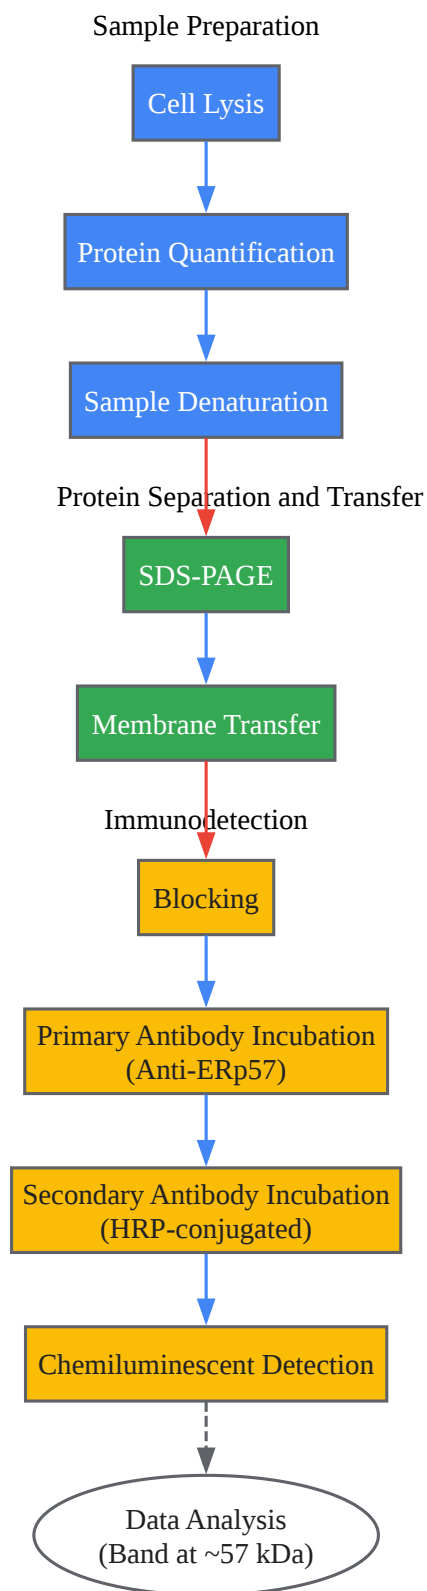 Sample Preparation
Cell Lysis
Protein Quantification
Sample Denaturation
Protein Separation and Transfer
SDS-PAGE
Membrane Transfer
Immunodetection
Blocking
Primary Antibody Incubation
(Anti-ERp57)
Secondary Antibody Incubation
(HRP-conjugated)
Chemiluminescent Detection
Data Analysis
(Band at ~57 kDa)